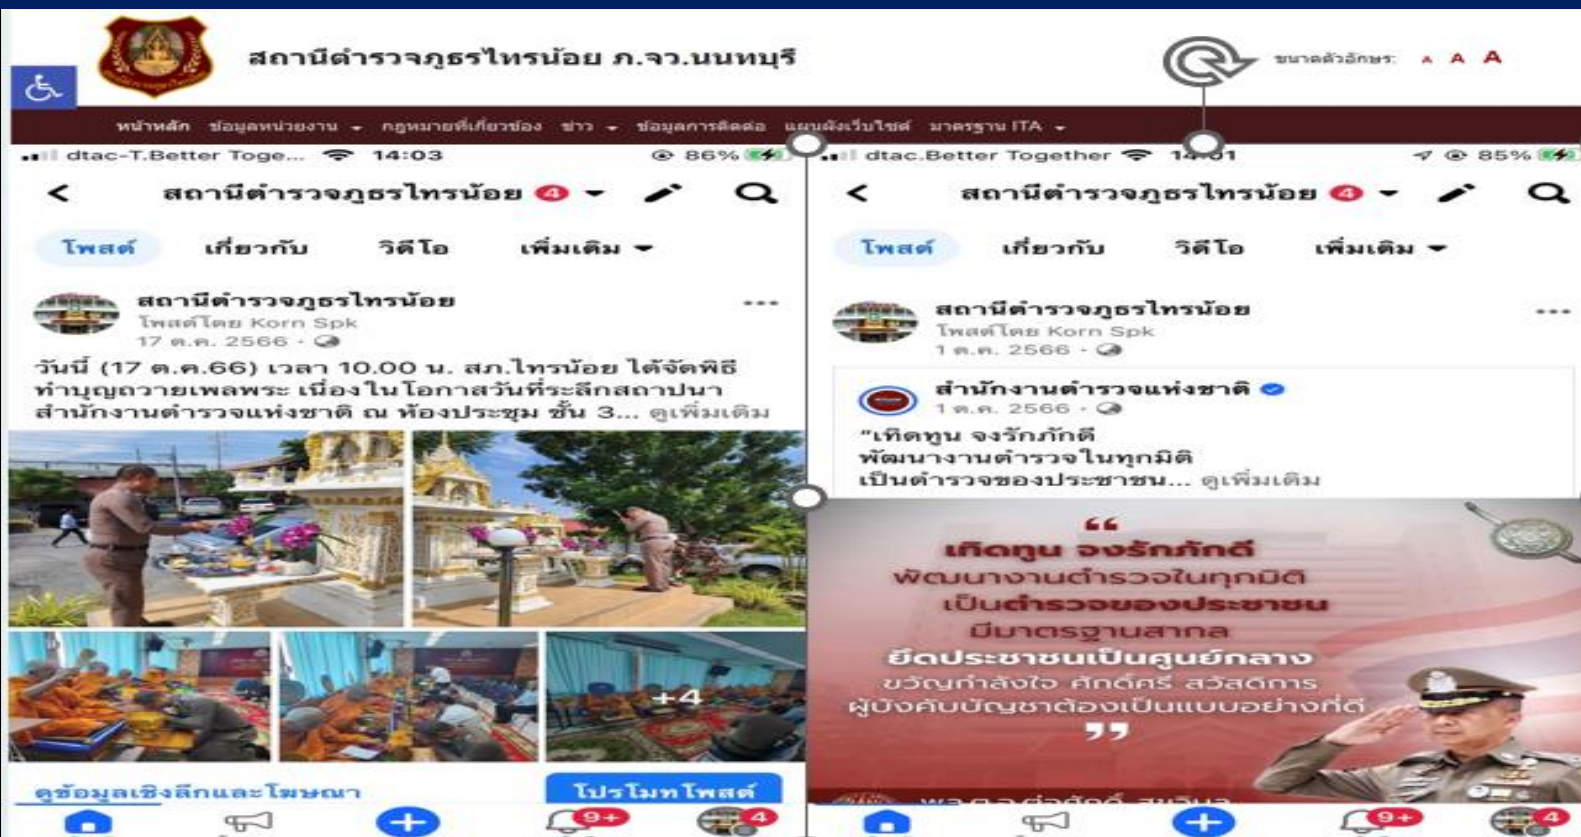 สถานีตำรวจภูธรไทรน้อย ภ.จว.นนทบุรี
ขนาดตัวอักษร: A A A
หน้าหลัก ข้อมูลหน่วยงาน กฎหมายที่เกี่ยวข้อง ข่าว ข้อมูลการติดต่อ แผนผังเว็บไซต์ มาตรฐาน ITA
dtac-T.Better Toge... 14:03 86%
สถานีตำรวจภูธรไทรน้อย 4
โพสต์ เกี่ยวกับ วิดีโอ เพิ่มเติม
สถานีตำรวจภูธรไทรน้อย
โพสต์โดย Korn Spk
17 ต.ค. 2566 ·
วันนี้ (17 ต.ค.66) เวลา 10.00 น. สภ.ไทรน้อย ได้จัดพิธี
ทำบุญถวายเพลพระ เนื่องในโอกาสวันที่ระลึกสถาปนา
สำนักงานตำรวจแห่งชาติ ณ ห้องประชุม ชั้น 3... ดูเพิ่มเติม
+4
ดูข้อมูลเชิงลึกและโฆษณา
โปรโมทโพสต์
9+ 4
dtac.Better Together 14:01 85%
สถานีตำรวจภูธรไทรน้อย 4
โพสต์ เกี่ยวกับ วิดีโอ เพิ่มเติม
สถานีตำรวจภูธรไทรน้อย
โพสต์โดย Korn Spk
1 ต.ค. 2566 ·
สำนักงานตำรวจแห่งชาติ
1 ต.ค. 2566 ·
"เทิดทูน จงรักภักดี
พัฒนางานตำรวจในทุกมิติ
เป็นตำรวจของประชาชน... ดูเพิ่มเติม
“
เทิดทูน จงรักภักดี
พัฒนางานตำรวจในทุกมิติ
เป็นตำรวจของประชาชน
มีมาตรฐานสากล
ยึดประชาชนเป็นศูนย์กลาง
ขวัญกำลังใจ ศักดิ์ศรี สวัสดิการ
ผู้บังคับบัญชาต้องเป็นแบบอย่างที่ดี
”
9+ 4